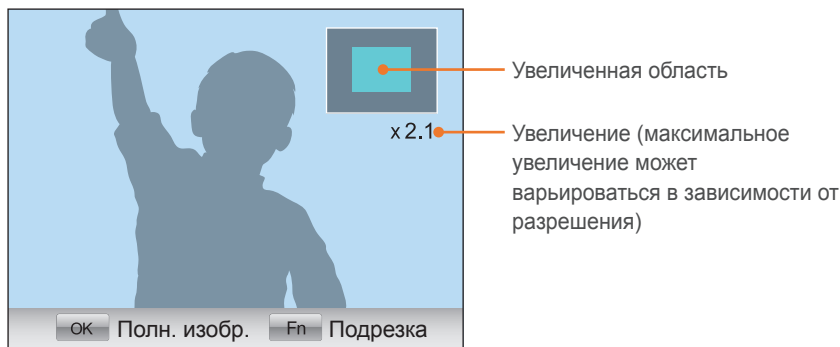 Увеличенная область
x 2.1
Увеличение (максимальное
увеличение может
варьироваться в зависимости от
разрешения)
OK Полн. изобр. Fn Подрезка